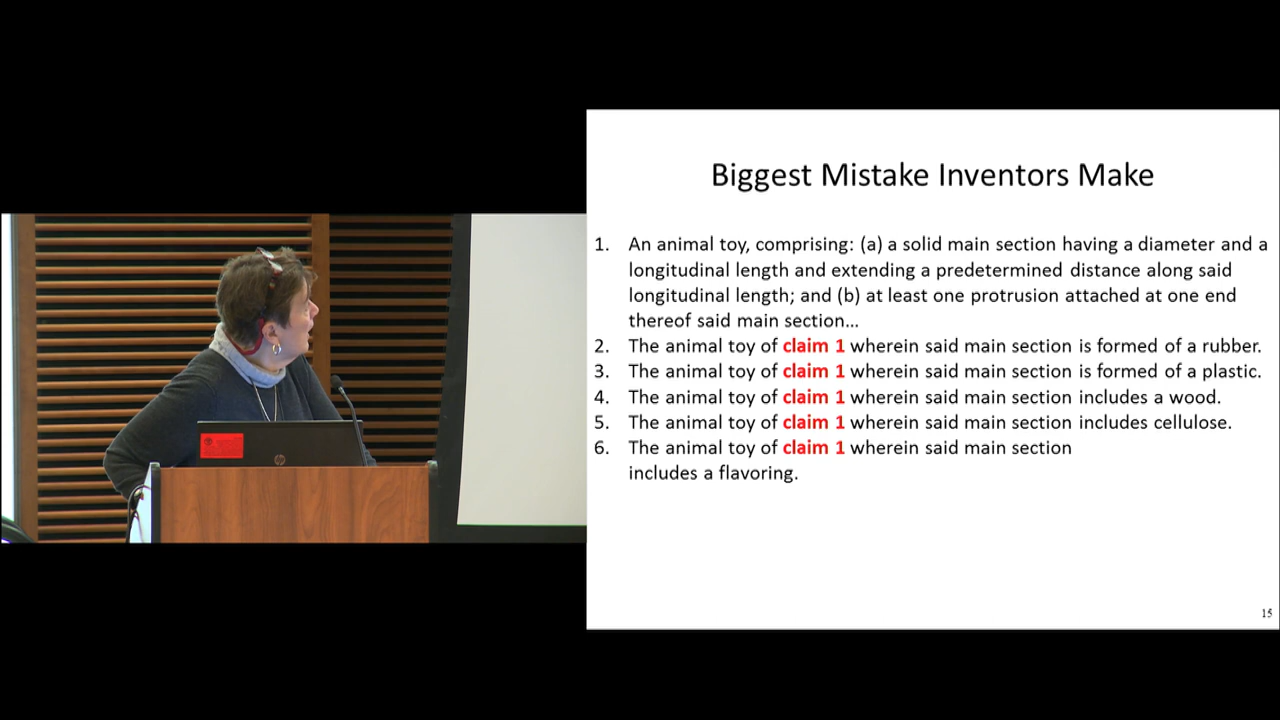 Biggest Mistake Inventors Make
1. An animal toy, comprising: (a) a solid main section having a diameter and a
longitudinal length and extending a predetermined distance along said
longitudinal length; and (b) at least one protrusion attached at one end
thereof said main section...
2. The animal toy of claim 1 wherein said main section is formed of a rubber.
3. The animal toy of claim 1 wherein said main section is formed of a plastic.
4. The animal toy of claim 1 wherein said main section includes a wood.
5. The animal toy of claim 1 wherein said main section includes cellulose.
6. The animal toy of claim 1 wherein said main section
includes a flavoring.
15
hp